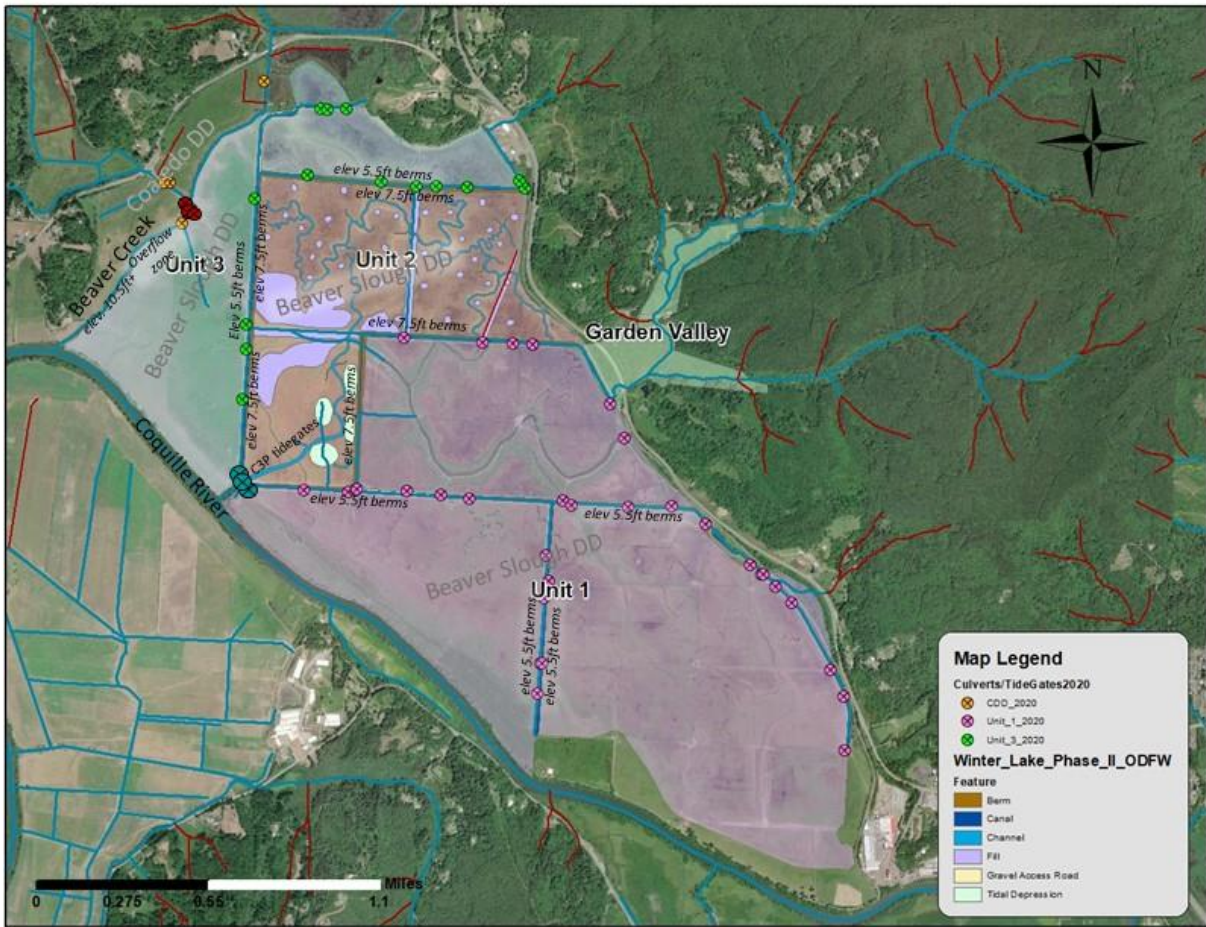 N
Coaledo DD
elev 5.5ft berms
elev 7.5ft berms
Beaver Creek
elev 10.5ft+ Overflow
zone
Unit 3
Beaver Slough DD
Elev 5.5ft berms
elev 7.5ft berms
Unit 2
Beaver Slough DD
elev 7.5ft berms
Garden Valley
elev 7.5ft berms
elev 7.5ft berms
C3P tidegates
Coquille River
elev 5.5ft berms
elev 5.5ft berms
Beaver Slough DD
Unit 1
elev 5.5ft berms
elev 5.5ft berms
Map Legend
Culverts/TideGates2020
CDD_2020
Unit_1_2020
Unit_3_2020
Winter_Lake_Phase_II_ODFW
Feature
Berm
Canal
Channel
Fill
Gravel Access Road
Tidal Depression
Miles
0 0.275 0.55 1.1